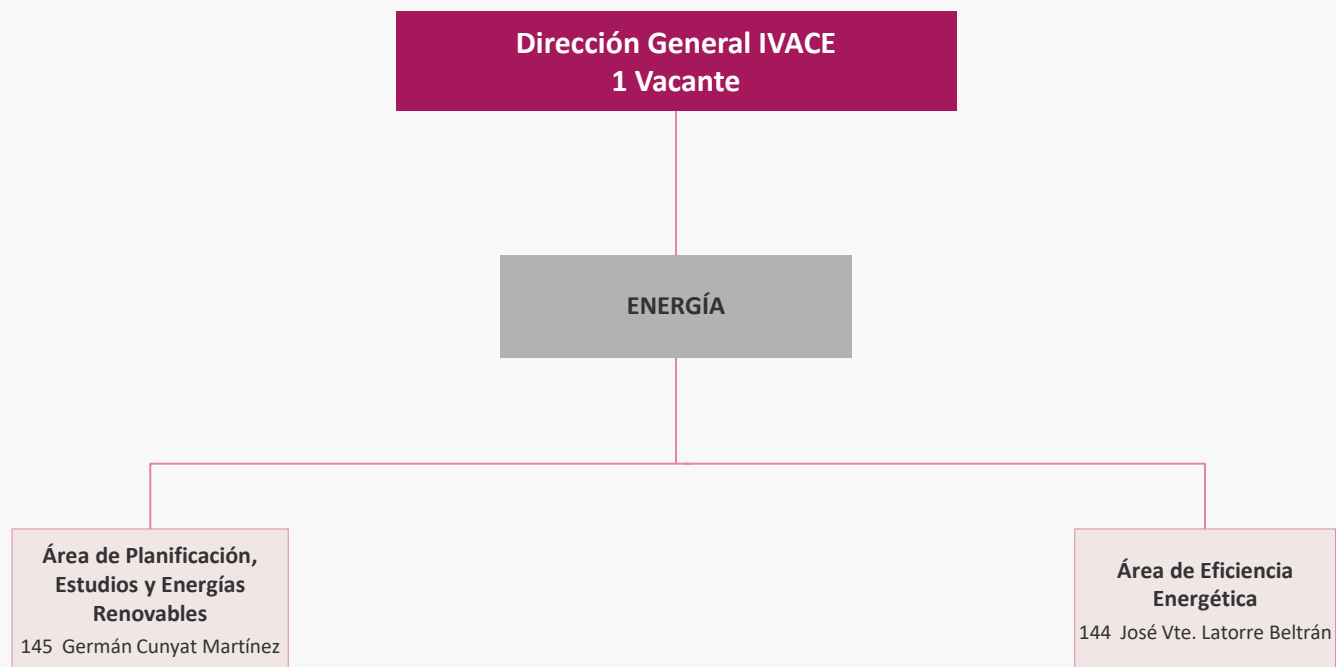 Dirección General IVACE
1 Vacante
ENERGÍA
Área de Planificación,
Estudios y Energías
Renovables
145 Germán Cunyat Martínez
Área de Eficiencia
Energética
144 José Vte. Latorre Beltrán